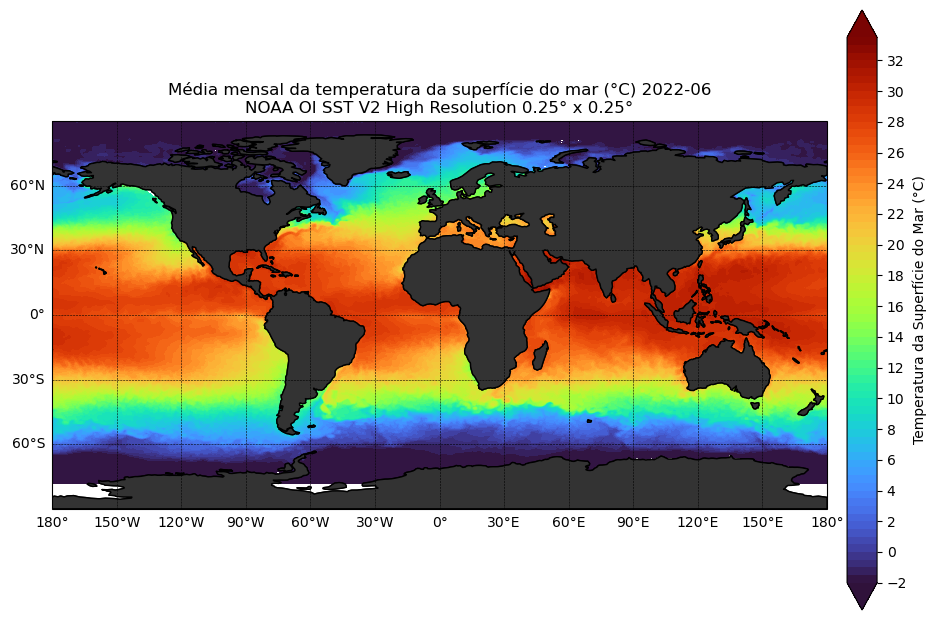 Média mensal da temperatura da superfície do mar (°C) 2022-06
NOAA OI SST V2 High Resolution 0.25° x 0.25°
60°N
30°N
0°
30°S
60°S
180° 150°W 120°W 90°W 60°W 30°W 0° 30°E 60°E 90°E 120°E 150°E 180°
32
30
28
26
24
22
20
18
16
14
12
10
8
6
4
2
0
−2
Temperatura da Superfície do Mar (°C)